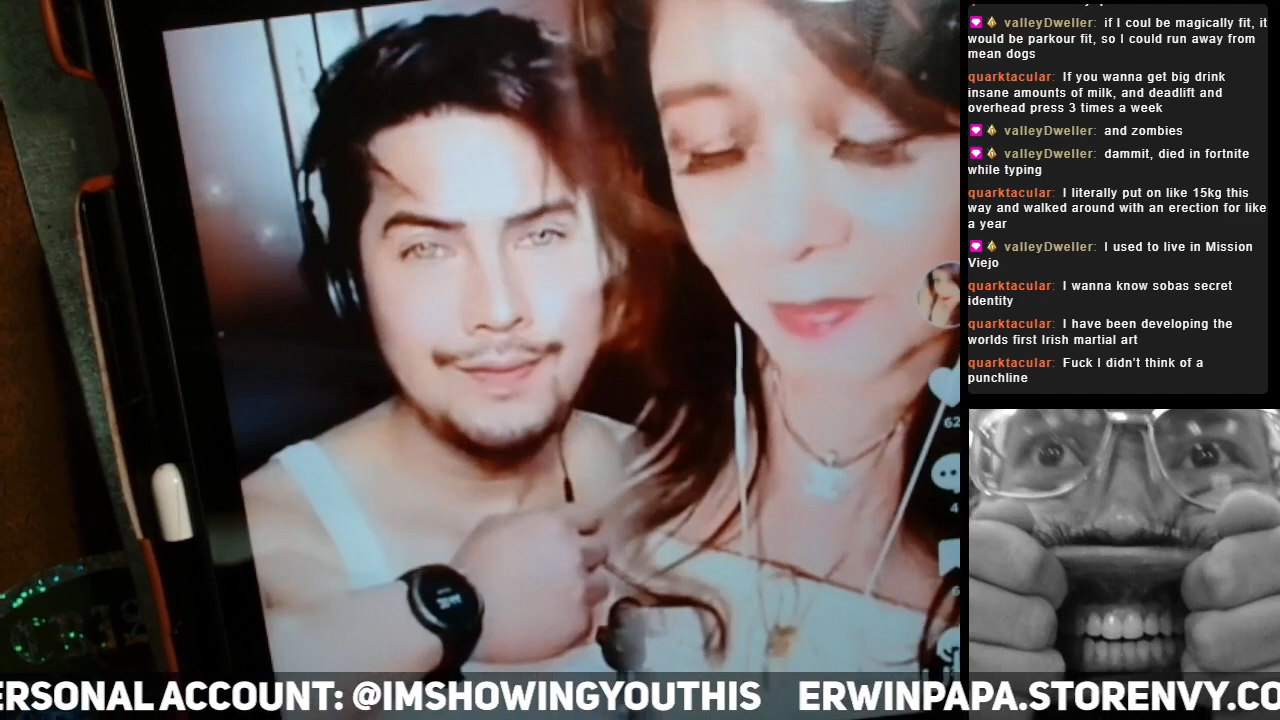 valleyDweller: if I coul be magically fit, it
would be parkour fit, so I could run away from
mean dogs
quarktacular: If you wanna get big drink
insane amounts of milk, and deadlift and
overhead press 3 times a week
valleyDweller: and zombies
valleyDweller: dammit, died in fortnite
while typing
quarktacular: I literally put on like 15kg this
way and walked around with an erection for like
a year
valleyDweller: I used to live in Mission
Viejo
quarktacular: I wanna know sobas secret
identity
quarktacular: I have been developing the
worlds first Irish martial art
quarktacular: Fuck I didn't think of a
punchline
62
4
ERSONAL ACCOUNT: @IMSHOWINGYOUTHIS ERWINPAPA.STORENVY.CO